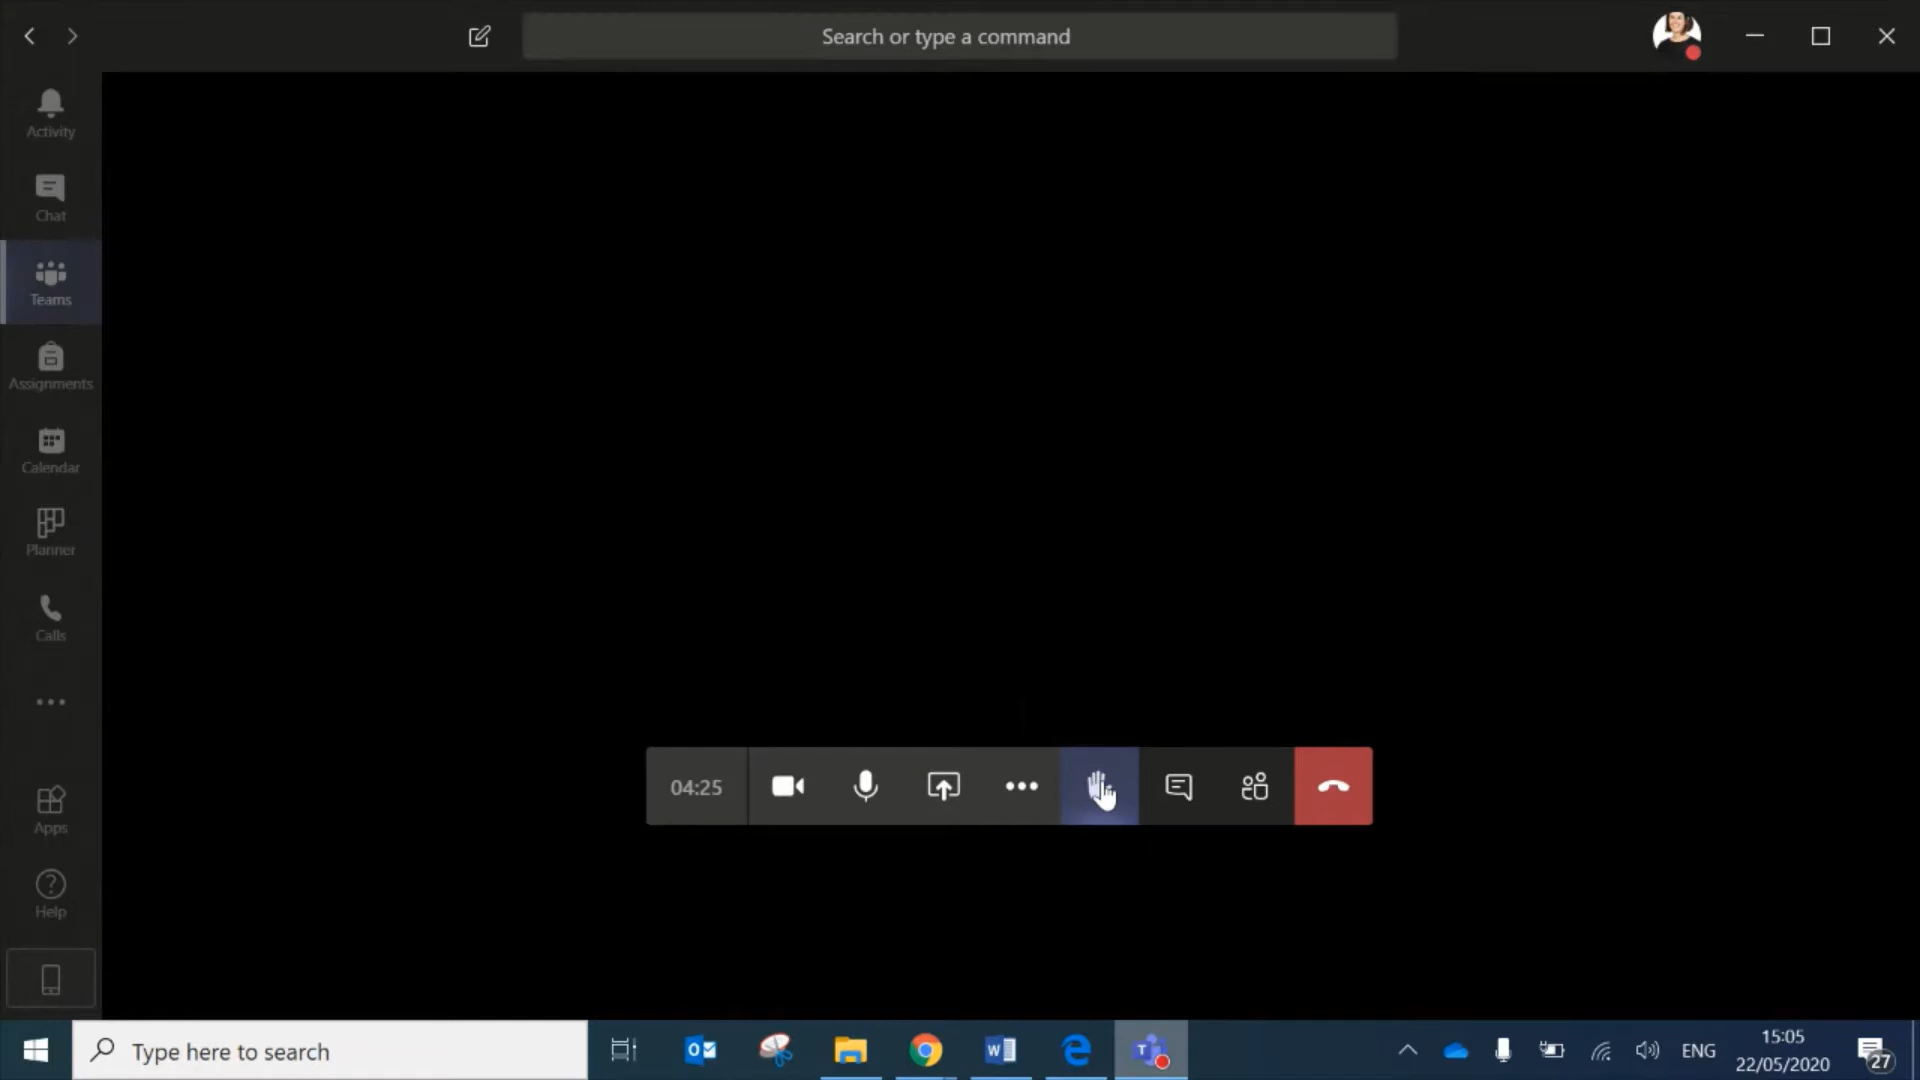 Search or type a command
Activity
Chat
Teams
Assignments
Calendar
Planner
Calls
Apps
Help
04:25
Type here to search
ENG
15:05
22/05/2020
27